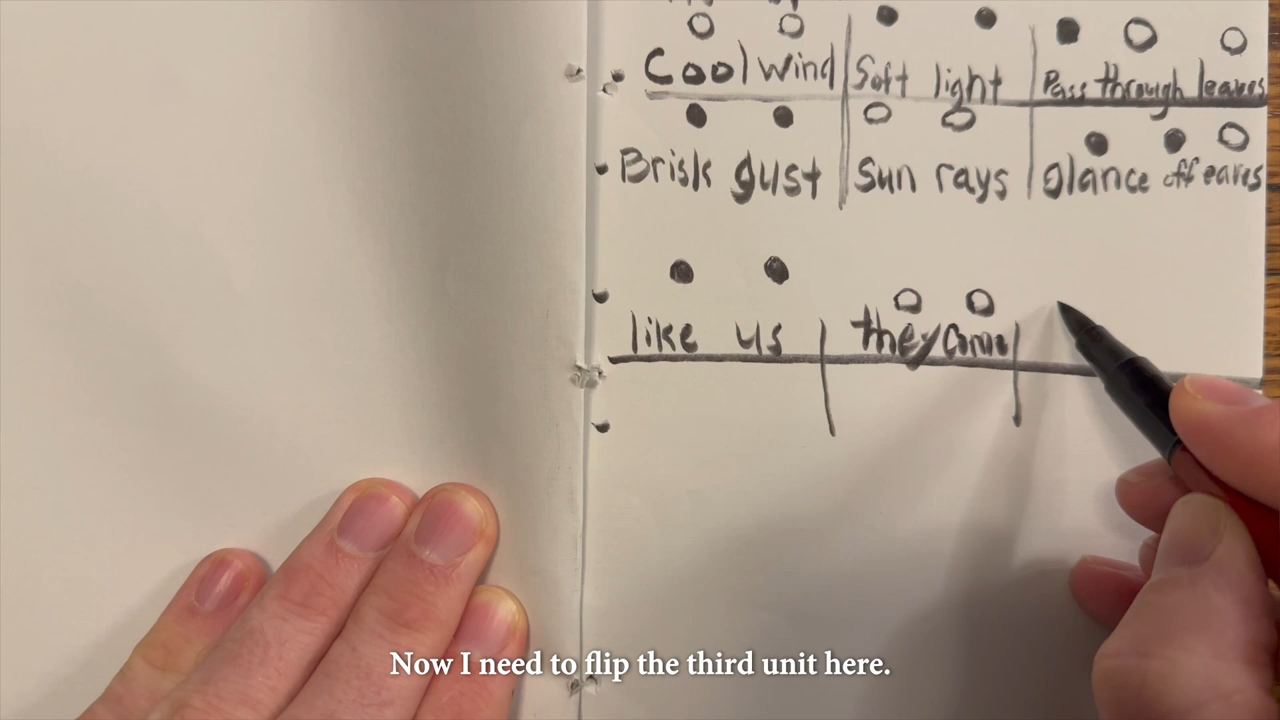 Cool wind Soft light Pass through leaves
Brisk gust Sun rays glance off eaves
like us they come
Now I need to flip the third unit here.